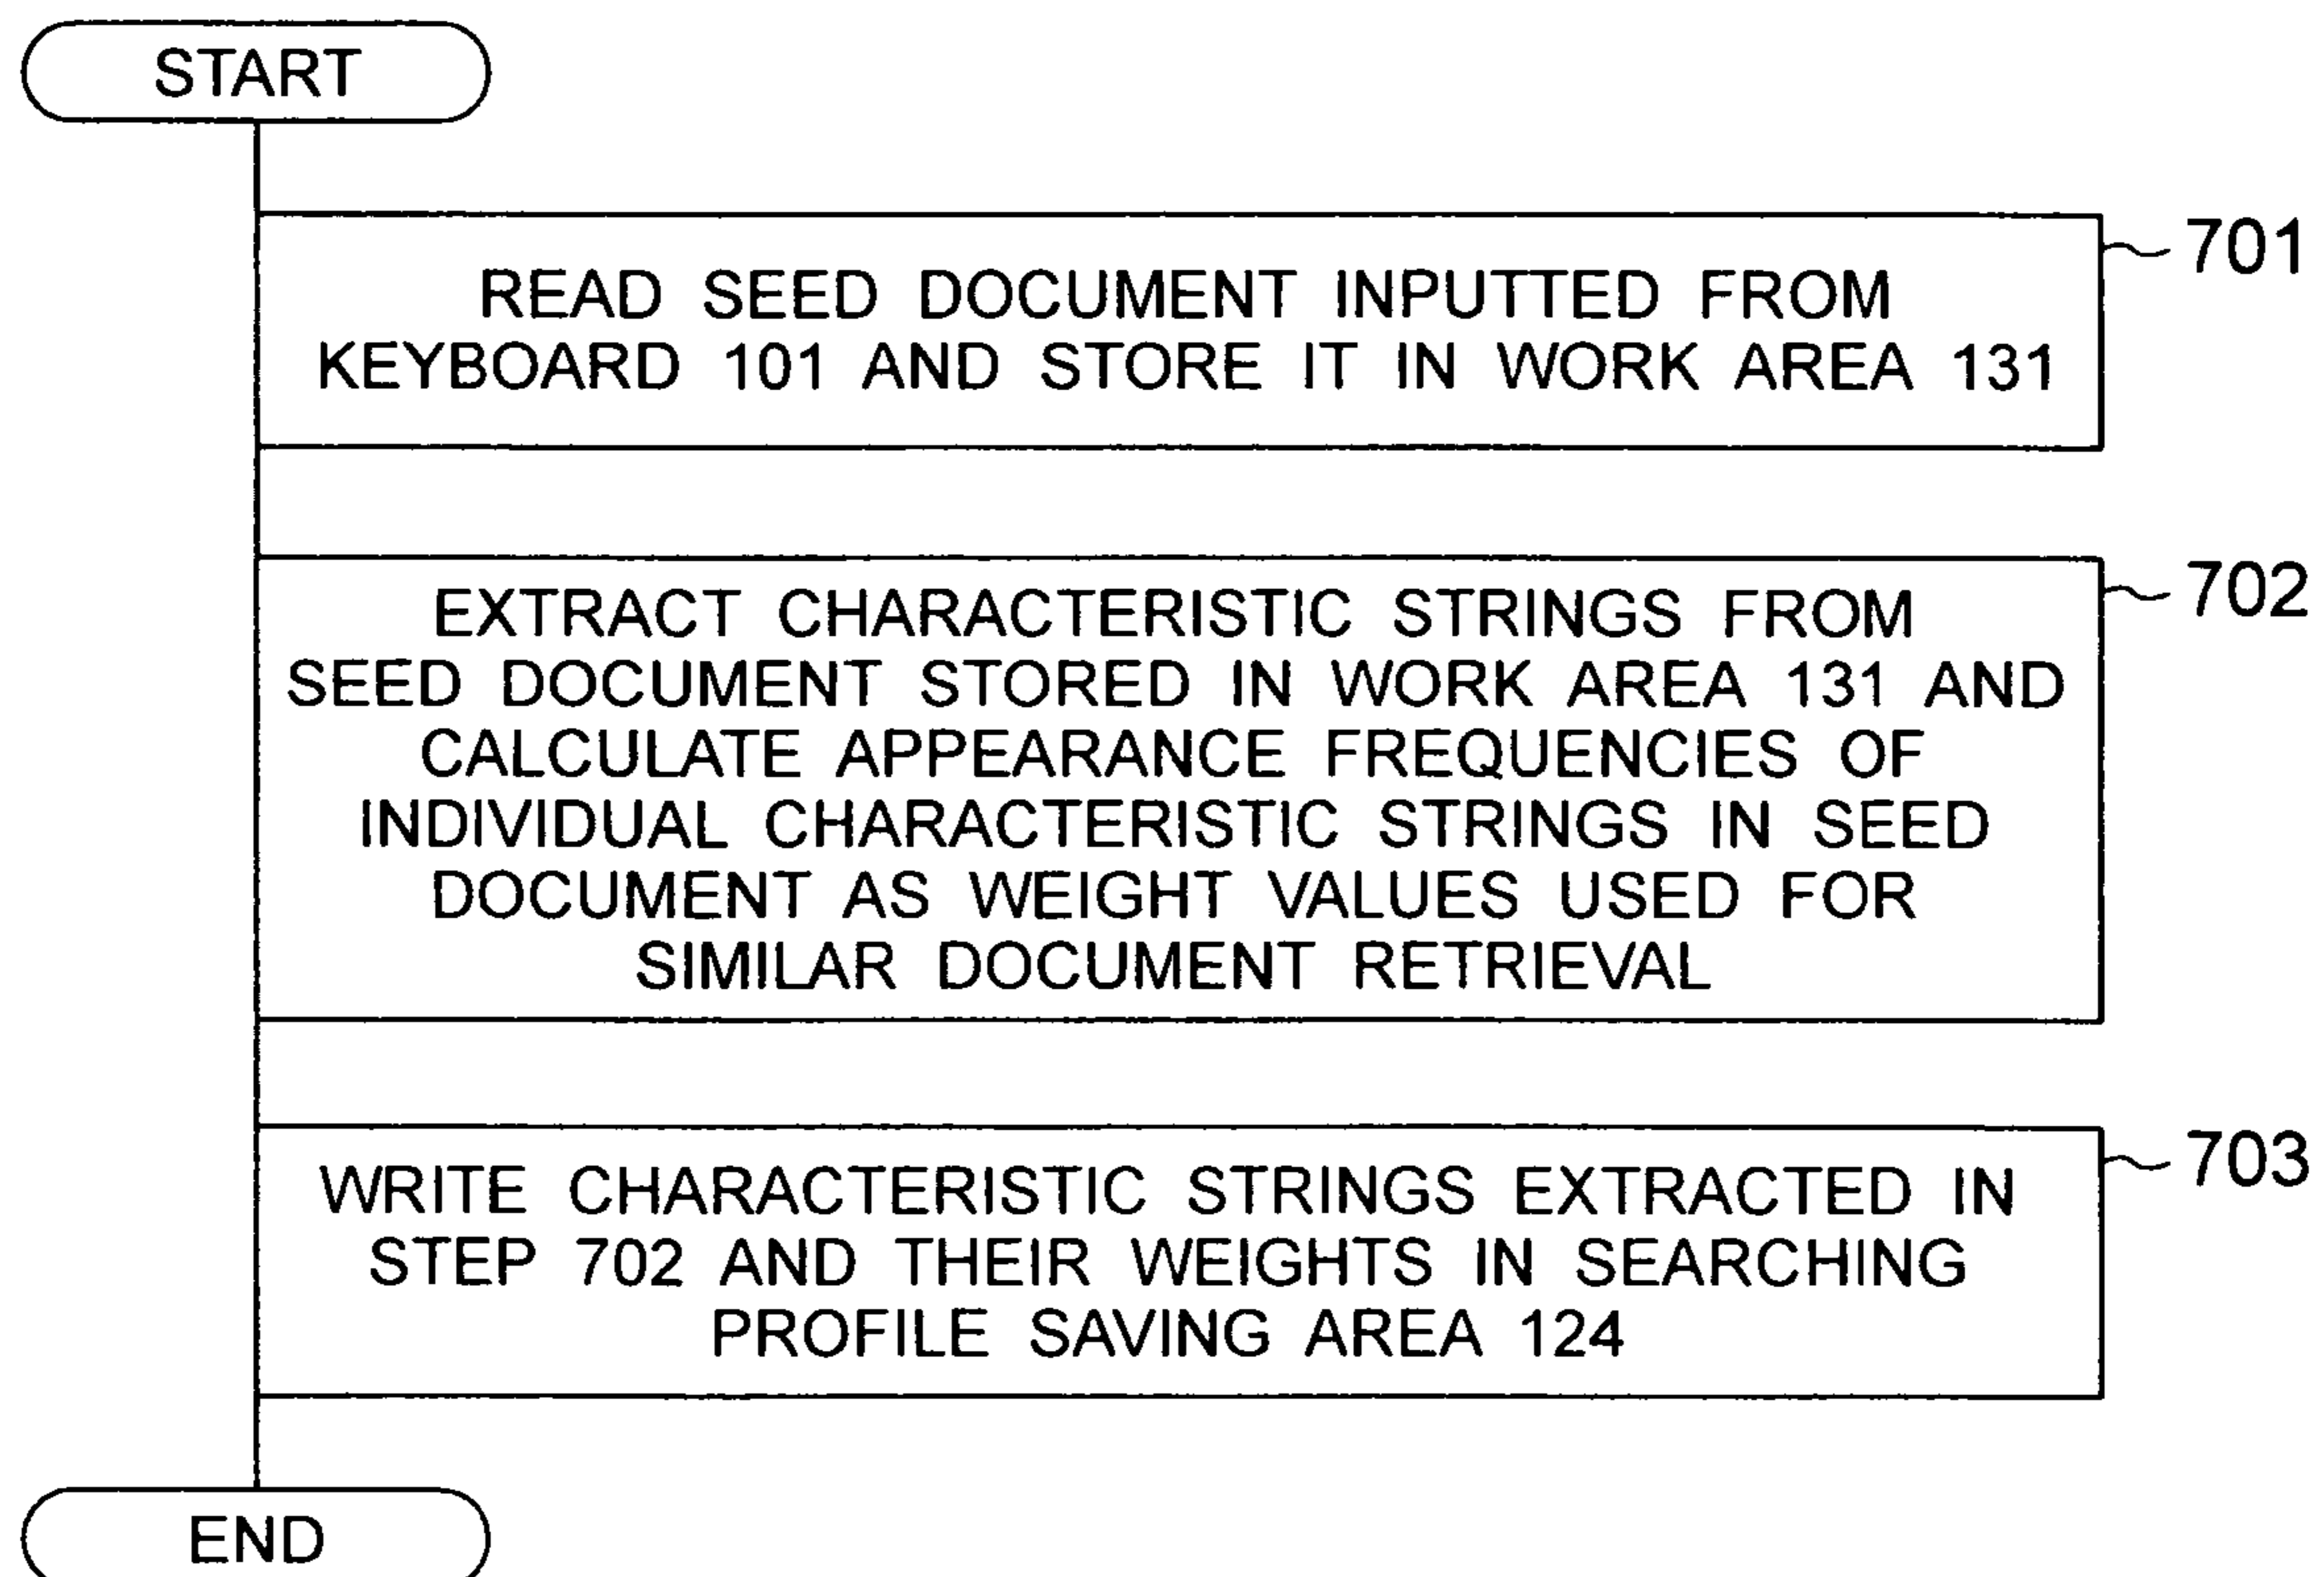 START
701
READ SEED DOCUMENT INPUTTED FROM
KEYBOARD 101 AND STORE IT IN WORK AREA 131
702
EXTRACT CHARACTERISTIC STRINGS FROM
SEED DOCUMENT STORED IN WORK AREA 131 AND
CALCULATE APPEARANCE FREQUENCIES OF
INDIVIDUAL CHARACTERISTIC STRINGS IN SEED
DOCUMENT AS WEIGHT VALUES USED FOR
SIMILAR DOCUMENT RETRIEVAL
703
WRITE CHARACTERISTIC STRINGS EXTRACTED IN
STEP 702 AND THEIR WEIGHTS IN SEARCHING
PROFILE SAVING AREA 124
END